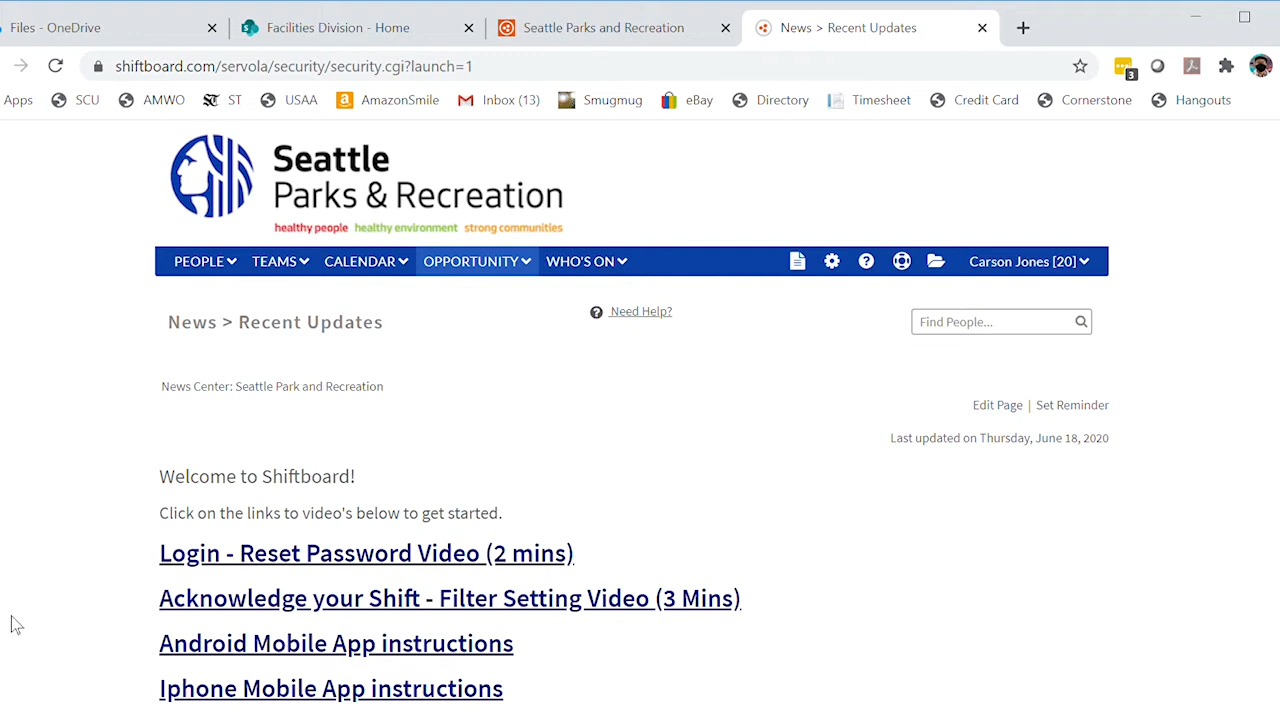 Files - OneDrive
Facilities Division - Home
Seattle Parks and Recreation
News > Recent Updates
shiftboard.com/servola/security/security.cgi?launch=1
3
Apps SCU AMWO ST ST USAA AmazonSmile Inbox (13) Smugmug eBay Directory Timesheet Credit Card Cornerstone Hangouts
Seattle
Parks & Recreation
healthy people healthy environment strong communities
PEOPLE TEAMS CALENDAR OPPORTUNITY WHO'S ON Carson Jones [20]
News > Recent Updates
Need Help?
Find People...
News Center: Seattle Park and Recreation
Edit Page | Set Reminder
Last updated on Thursday, June 18, 2020
Welcome to Shiftboard!
Click on the links to video's below to get started.
Login - Reset Password Video (2 mins)
Acknowledge your Shift - Filter Setting Video (3 Mins)
Android Mobile App instructions
Iphone Mobile App instructions